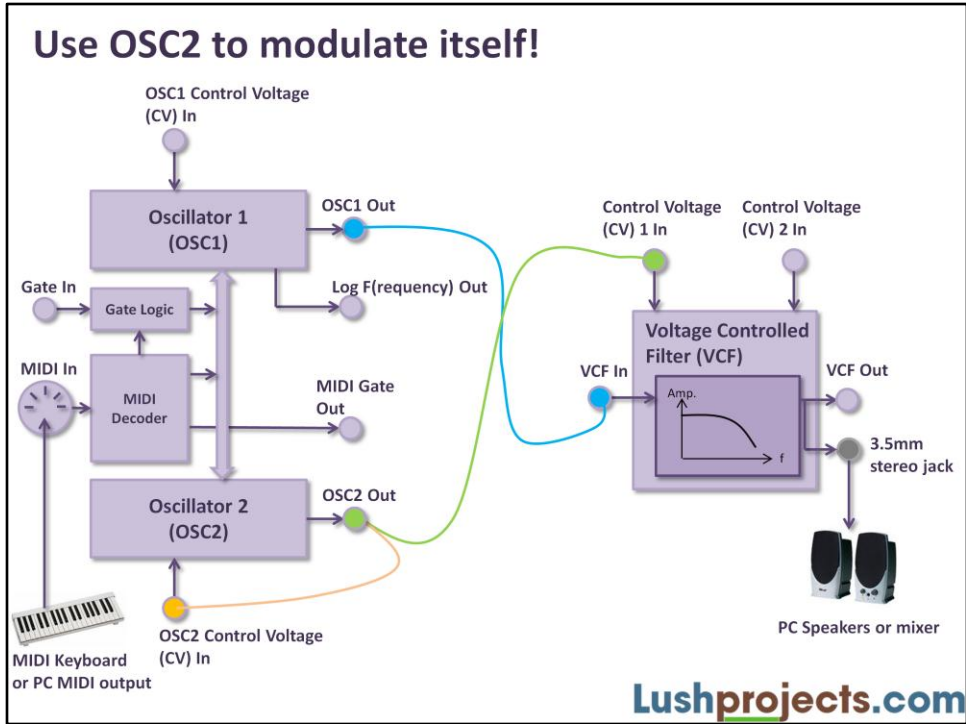 Use OSC2 to modulate itself!
OSC1 Control Voltage
(CV) In
Oscillator 1
(OSC1)
OSC1 Out
Control Voltage
(CV) 1 In
Control Voltage
(CV) 2 In
Gate In
Gate Logic
Log F(requency) Out
Voltage Controlled
Filter (VCF)
MIDI In
MIDI
Decoder
MIDI Gate
Out
VCF In
Amp.
f
VCF Out
3.5mm
stereo jack
Oscillator 2
(OSC2)
OSC2 Out
OSC2 Control Voltage
(CV) In
PC Speakers or mixer
MIDI Keyboard
or PC MIDI output
Lushprojects.com